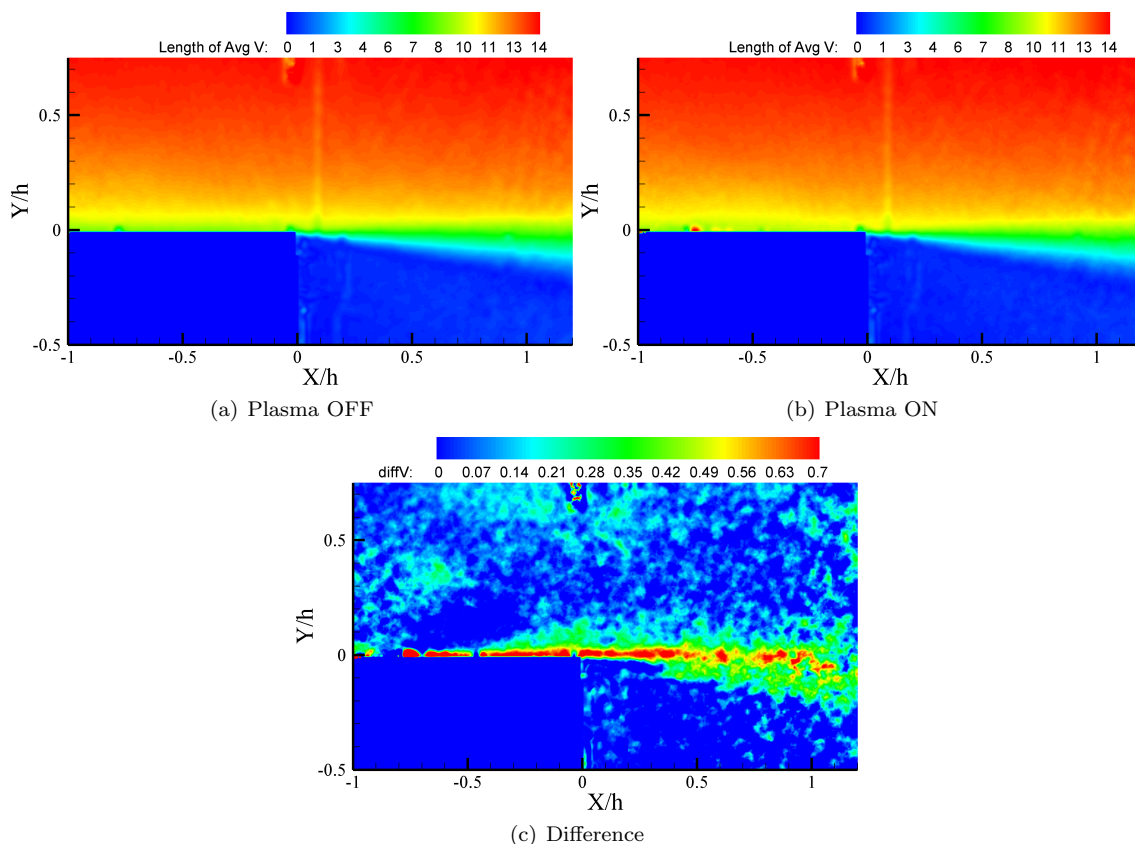 Length of Avg V: 0 1 3 4 6 7 8 10 11 13 14
0.5
Y/h
0
-0.5
-1 -0.5 0 0.5 1
X/h
(a) Plasma OFF
Length of Avg V: 0 1 3 4 6 7 8 10 11 13 14
0.5
Y/h
0
-0.5
-1 -0.5 0 0.5 1
X/h
(b) Plasma ON
diffV: 0 0.07 0.14 0.21 0.28 0.35 0.42 0.49 0.56 0.63 0.7
0.5
Y/h
0
-0.5
-1 -0.5 0 0.5 1
X/h
(c) Difference